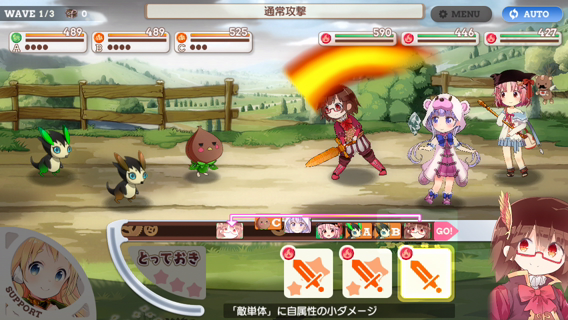 WAVE 1/3
0
通常攻撃
MENU
AUTO
489
489
525
590
446
427
A
B
C
C
A
B
GO!
とっておき
SUPPORT
「敵単体」に自属性の小ダメージ